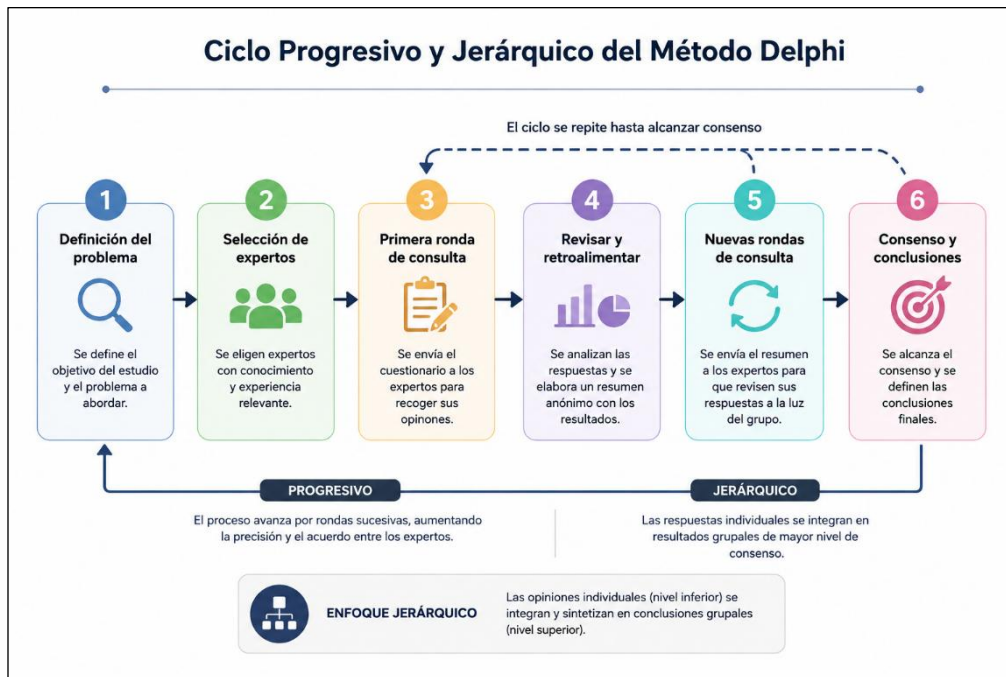 Ciclo Progresivo y Jerárquico del Método Delphi
El ciclo se repite hasta alcanzar consenso
1
Definición del
problema
Se define el
objetivo del estudio
y el problema a
abordar.
2
Selección de
expertos
Se eligen expertos
con conocimiento
y experiencia
relevante.
3
Primera ronda
de consulta
Se envía el
cuestionario a los
expertos para
recoger sus
opiniones.
4
Revisar y
retroalimentar
Se analizan las
respuestas y se
elabora un resumen
anónimo con los
resultados.
5
Nuevas rondas
de consulta
Se envía el resumen
a los expertos para
que revisen sus
respuestas a la luz
del grupo.
6
Consenso y
conclusiones
Se alcanza el
consenso y se
definen las
conclusiones
finales.
PROGRESIVO
El proceso avanza por rondas sucesivas, aumentando
la precisión y el acuerdo entre los expertos.
JERÁRQUICO
Las respuestas individuales se integran en
resultados grupales de mayor nivel de
consenso.
ENFOQUE JERÁRQUICO
Las opiniones individuales (nivel inferior) se
integran y sintetizan en conclusiones grupales
(nivel superior).